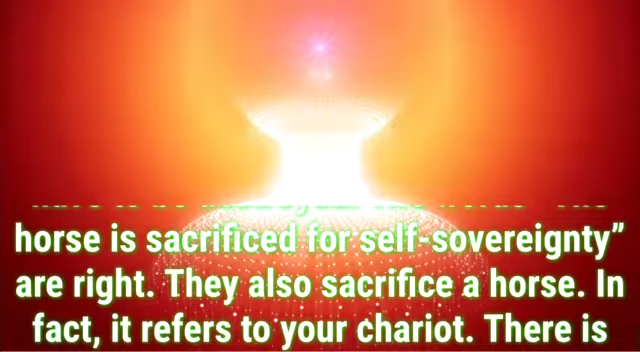 horse is sacrificed for self-sovereignty”
are right. They also sacrifice a horse. In
fact, it refers to your chariot. There is